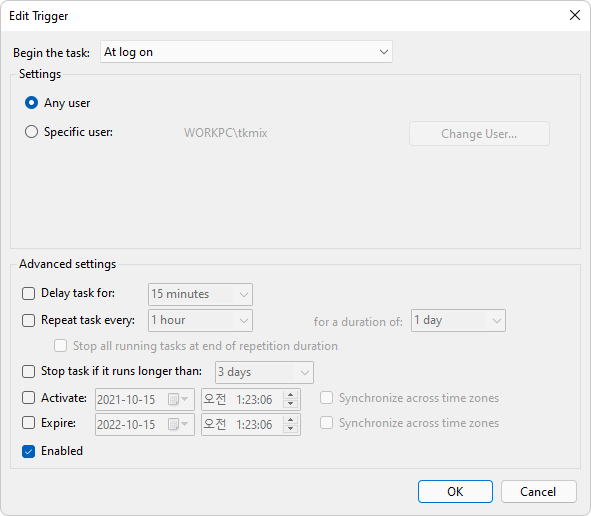 Edit Trigger
Begin the task: At log on
Settings
Any user
Specific user: WORKPC\tkmix Change User...
Advanced settings
Delay task for: 15 minutes
Repeat task every: 1 hour for a duration of: 1 day
Stop all running tasks at end of repetition duration
Stop task if it runs longer than: 3 days
Activate: 2021-10-15 오전 1:23:06 Synchronize across time zones
Expire: 2022-10-15 오전 1:23:06 Synchronize across time zones
Enabled
OK Cancel